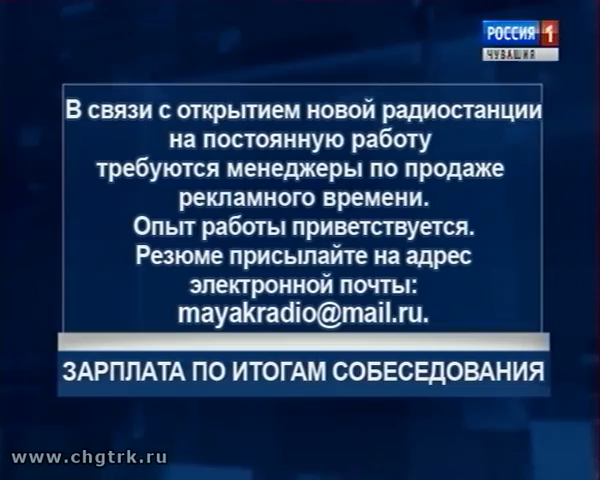 РОССИЯ 1
ЧУВАШИЯ
В связи с открытием новой радиостанции
на постоянную работу
требуются менеджеры по продаже
рекламного времени.
Опыт работы приветствуется.
Резюме присылайте на адрес
электронной почты:
mayakradio@mail.ru.
ЗАРПЛАТА ПО ИТОГАМ СОБЕСЕДОВАНИЯ
www.chgtrk.ru